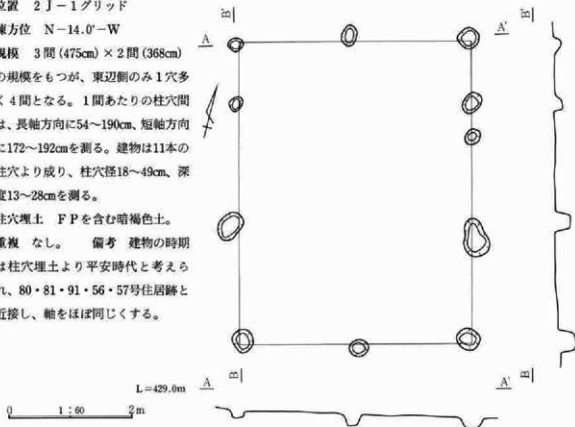 位置　2J－1グリッド
棟方位　N－14.0°－W
規模　3間(475cm)×2間(368cm)
の規模をもつが、東辺側のみ1穴多
く4間となる。1間あたりの柱穴間
は、長軸方向に54～190cm、短軸方向
に172～192cmを測る。建物は11本の
柱穴より成り、柱穴径18～49cm、深
度13～28cmを測る。
柱穴埋土　FPを含む暗褐色土。
重複　なし。　備考　建物の時期
は柱穴埋土より平安時代と考えら
れ、80・81・91・56・57号住居跡と
近接し、軸をほぼ同じくする。
B'
A
A'
B'
A
B
A'
B
L=429.0m
0　1：60　2m